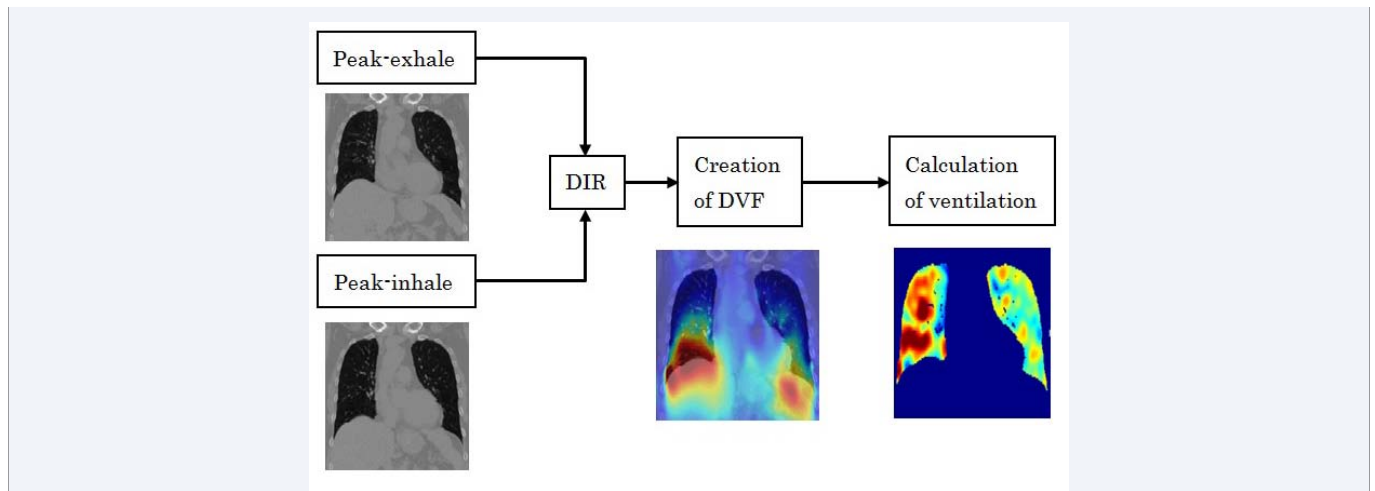 Peak-exhale
Peak-inhale
DIR
Creation
of DVF
Calculation
of ventilation